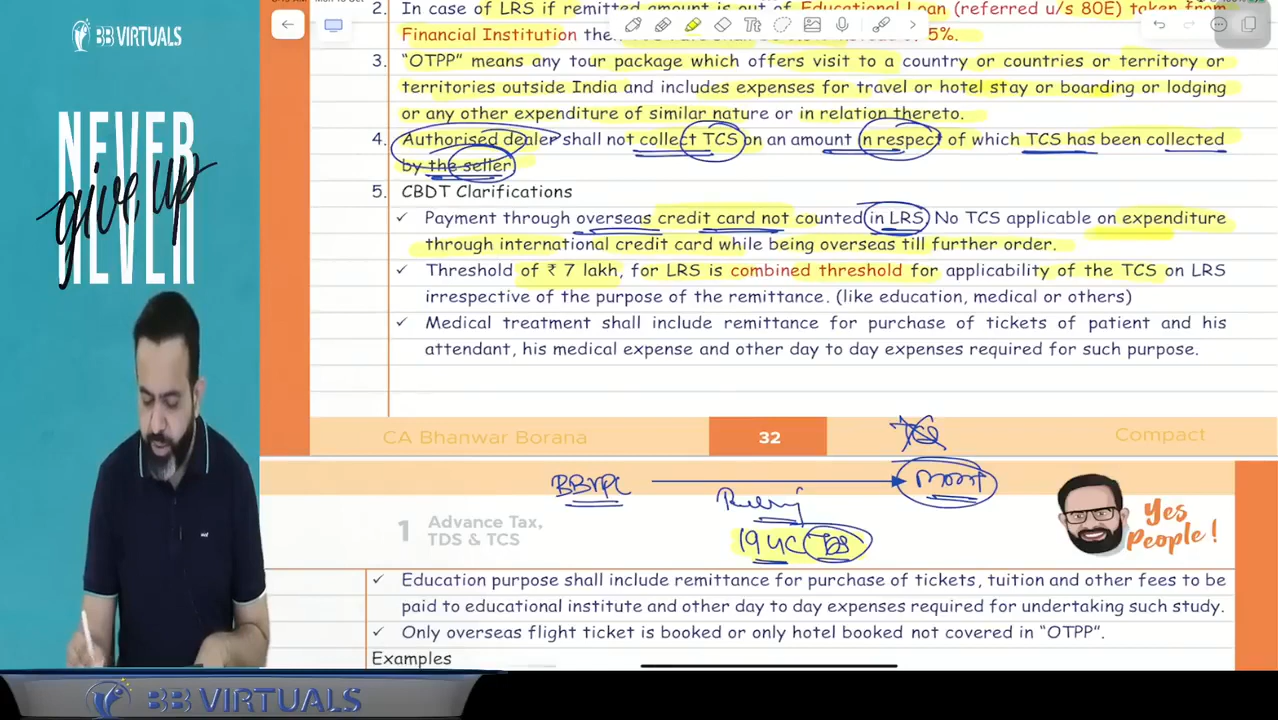 BB VIRTUALS
NEVER
give up
NEVER
2. In case of LRS if remitted amount is out of Educational Loan (referred u/s 80E) taken from
Financial Institution the 5%.
3. "OTPP" means any tour package which offers visit to a country or countries or territory or
territories outside India and includes expenses for travel or hotel stay or boarding or lodging
or any other expenditure of similar nature or in relation thereto.
4. Authorised dealer shall not collect TCS on an amount in respect of which TCS has been collected
by the seller
5. CBDT Clarifications
✓ Payment through overseas credit card not counted in LRS No TCS applicable on expenditure
through international credit card while being overseas till further order.
✓ Threshold of ₹ 7 lakh, for LRS is combined threshold for applicability of the TCS on LRS
irrespective of the purpose of the remittance. (like education, medical or others)
✓ Medical treatment shall include remittance for purchase of tickets of patient and his
attendant, his medical expense and other day to day expenses required for such purpose.
CA Bhanwar Borana 32 Compact
BBVPL
1 Advance Tax,
TDS & TCS
194C TDS
Yes
People!
✓ Education purpose shall include remittance for purchase of tickets, tuition and other fees to be
paid to educational institute and other day to day expenses required for undertaking such study.
✓ Only overseas flight ticket is booked or only hotel booked not covered in "OTPP".
Examples
BB VIRTUALS